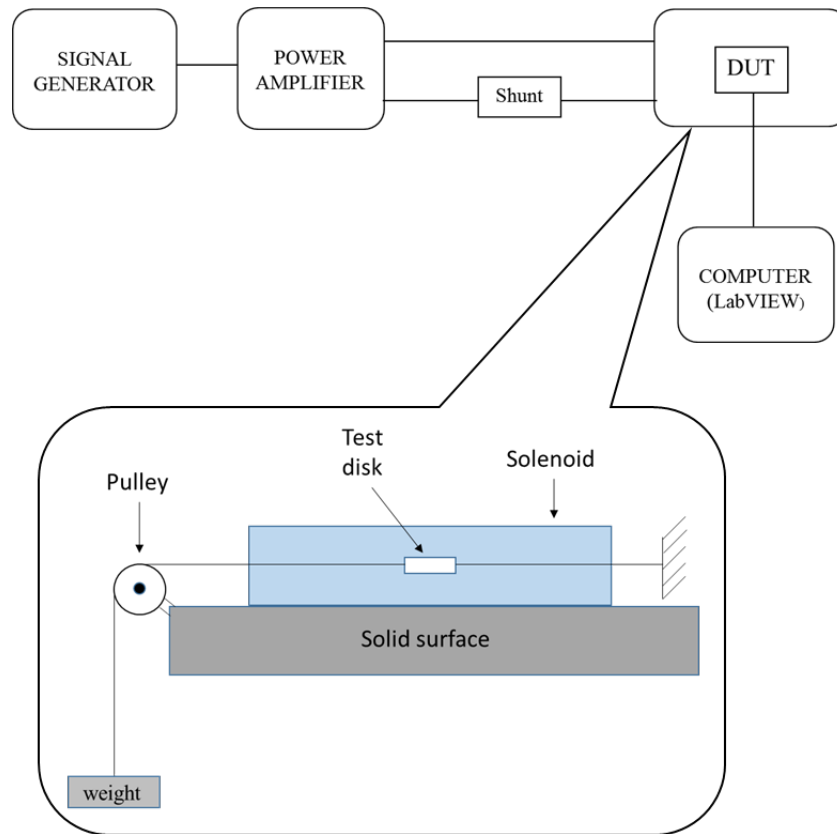 SIGNAL
GENERATOR
POWER
AMPLIFIER
Shunt
DUT
COMPUTER
(LabVIEW)
Test
disk
Solenoid
Pulley
Solid surface
weight